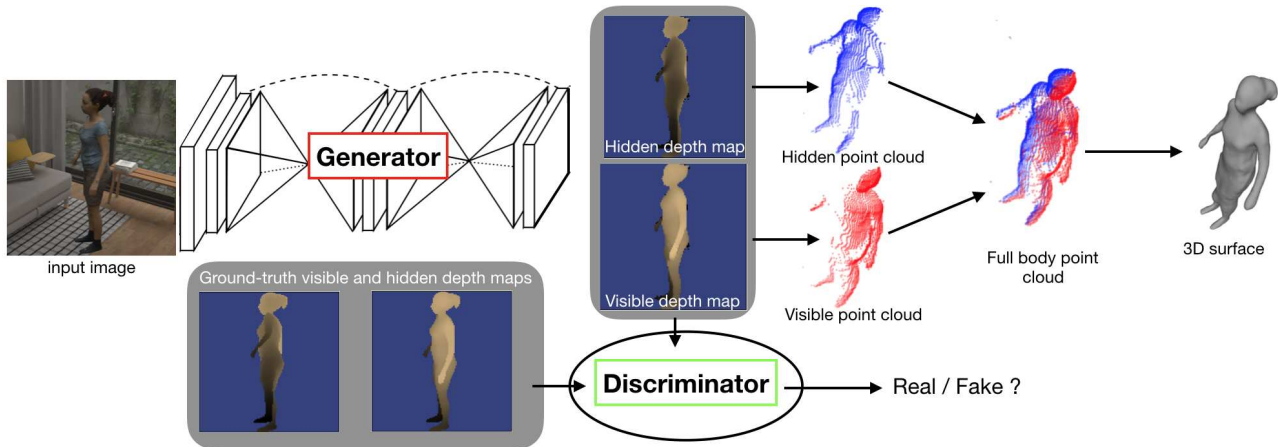 input image
Generator
Hidden depth map
Visible depth map
Hidden point cloud
Visible point cloud
Full body point
cloud
3D surface
Ground-truth visible and hidden depth maps
Discriminator
Real / Fake ?